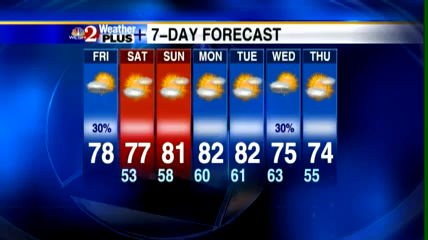 2 Weather PLUS+ 7-DAY FORECAST
FRI SAT SUN MON TUE WED THU
30% 30%
78 77 81 82 82 75 74
53 58 60 61 63 55